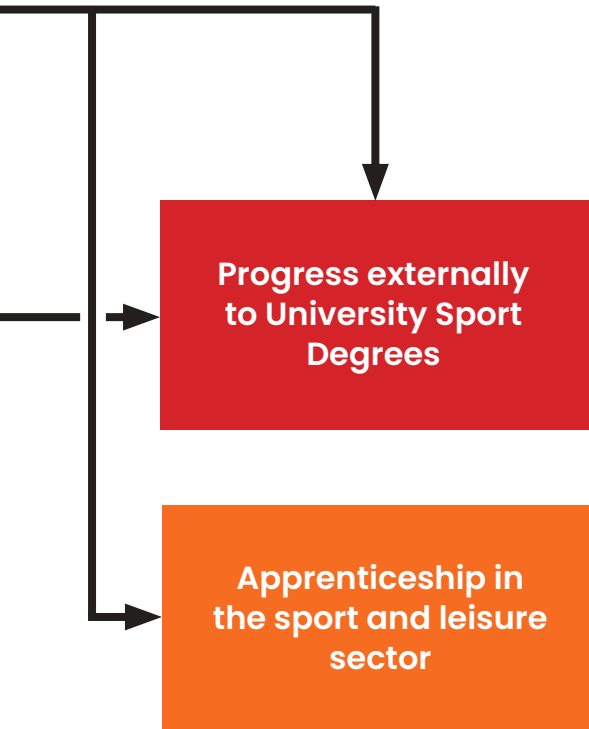 Progress externally
to University Sport
Degrees
Apprenticeship in
the sport and leisure
sector